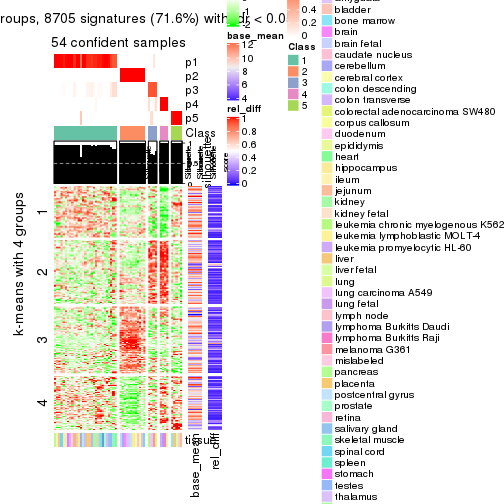 roups, 8705 signatures (71.6%) with fdr < 0.0
54 confident samples
p1
p2
p3
p4
p5
Class
1
2
3
4
k-means with 4 groups
tissue
base_mean
rel_diff
-2
base_mean
12
10
8
6
4
rel_diff
1
0.8
0.6
0.4
0.2
0
0.4
0.2
0
Class
1
2
3
4
5
bladder
bone marrow
brain
brain fetal
caudate nucleus
cerebellum
cerebral cortex
colon descending
colon transverse
colorectal adenocarcinoma SW480
corpus callosum
duodenum
epididymis
heart
hippocampus
ileum
jejunum
kidney
kidney fetal
leukemia chronic myelogenous K562
leukemia lymphoblastic MOLT-4
leukemia promyelocytic HL-60
liver
liver fetal
lung
lung carcinoma A549
lung fetal
lymph node
lymphoma Burkitts Daudi
lymphoma Burkitts Raji
melanoma G361
mislabeled
pancreas
placenta
postcentral gyrus
prostate
retina
salivary gland
skeletal muscle
spinal cord
spleen
stomach
testes
thalamus